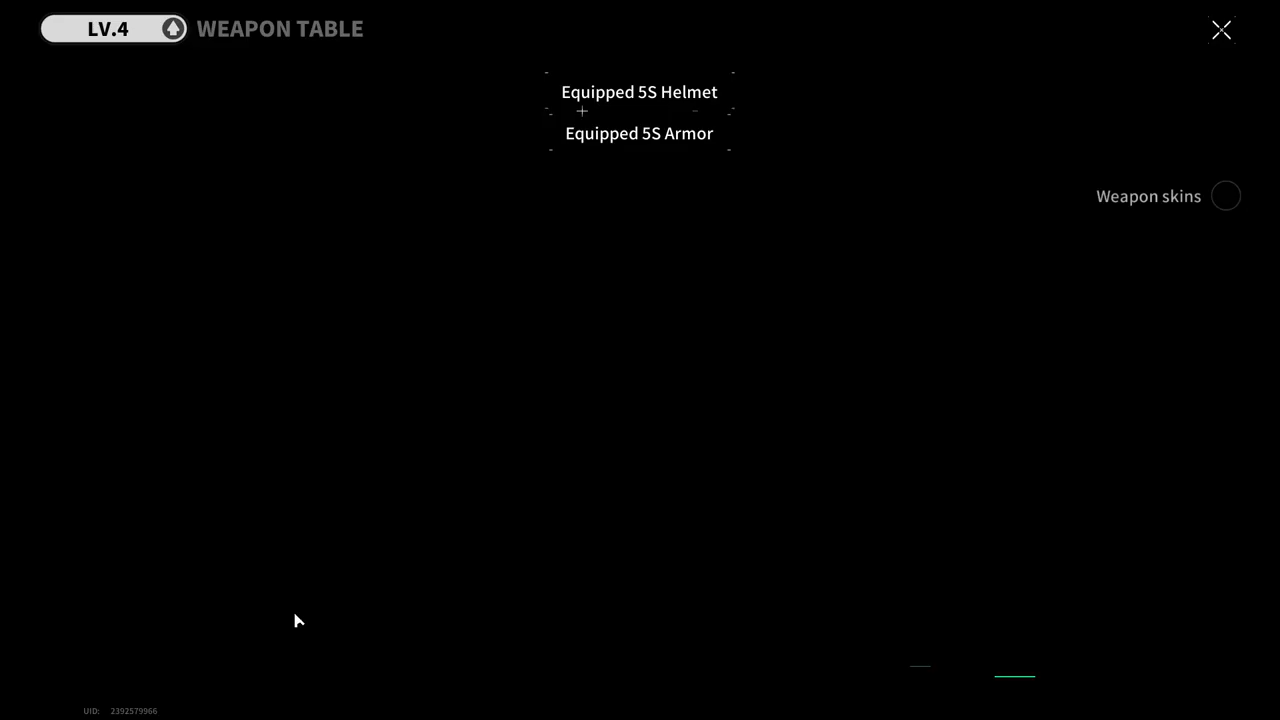 LV.4 WEAPON TABLE
Equipped 5S Helmet
Equipped 5S Armor
Weapon skins
UID: 2392579966